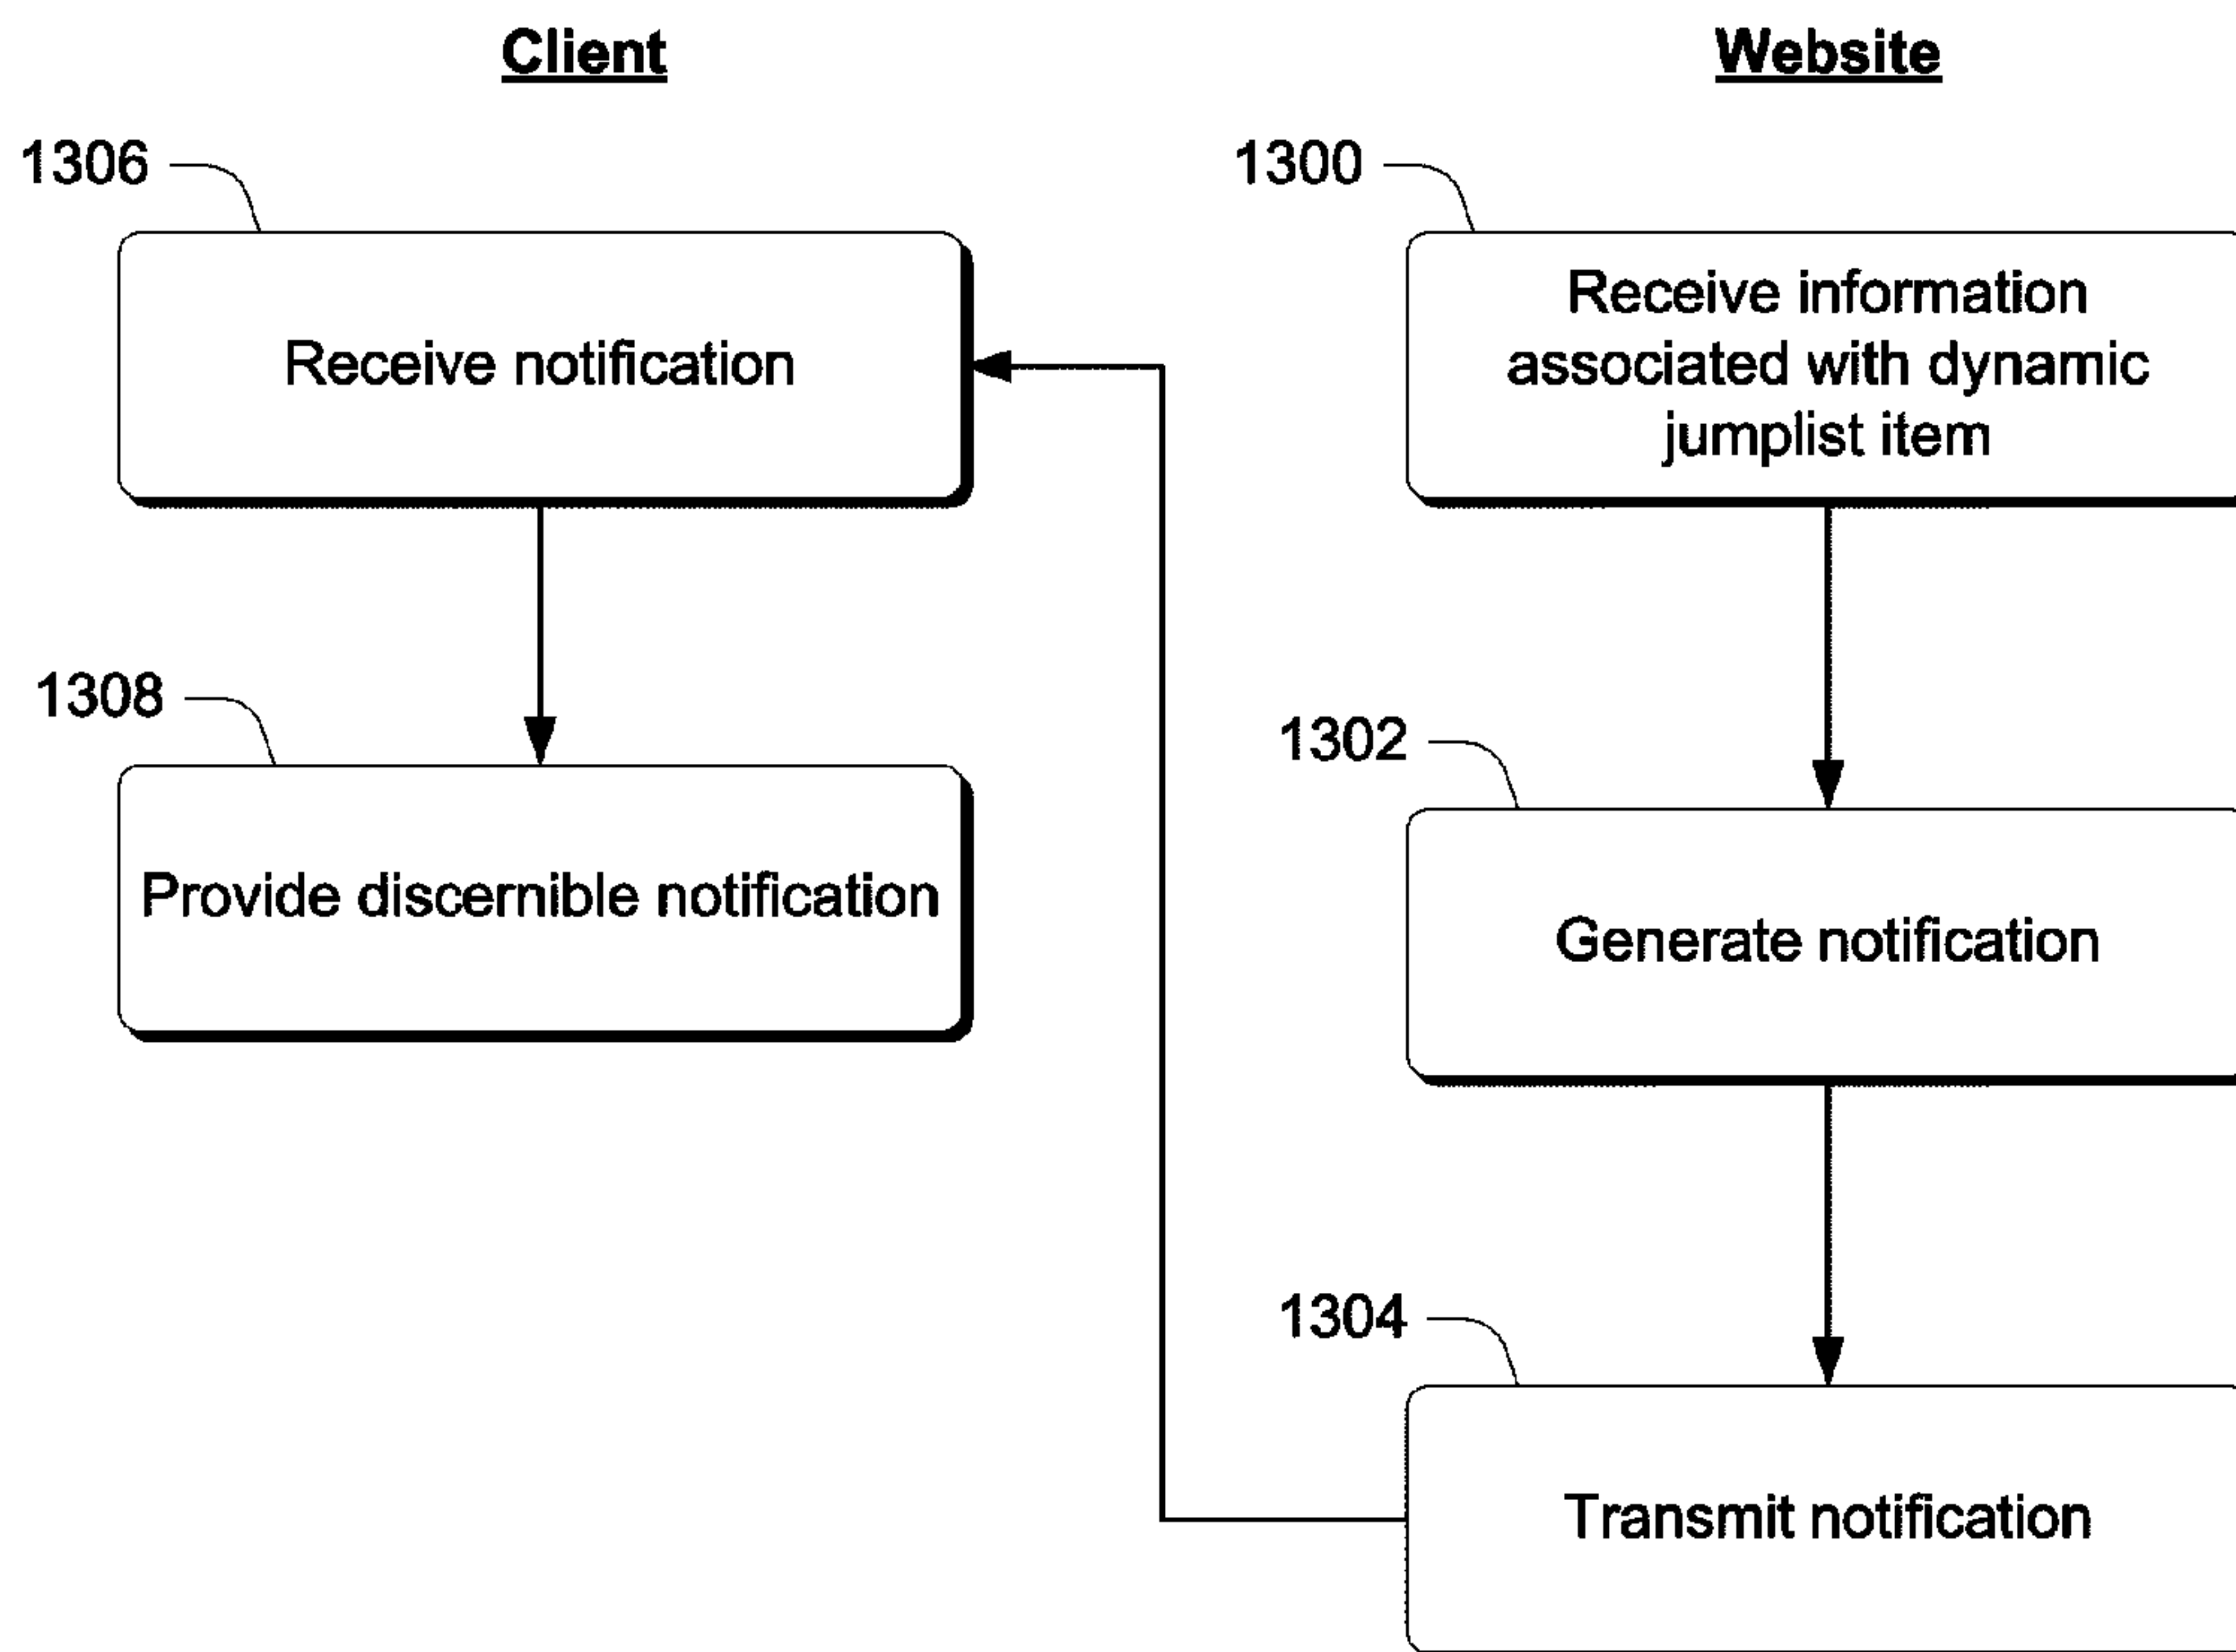 Client
Website
1306
1300
Receive notification
Receive information
associated with dynamic
jumplist item
1308
1302
Provide discernible notification
Generate notification
1304
Transmit notification